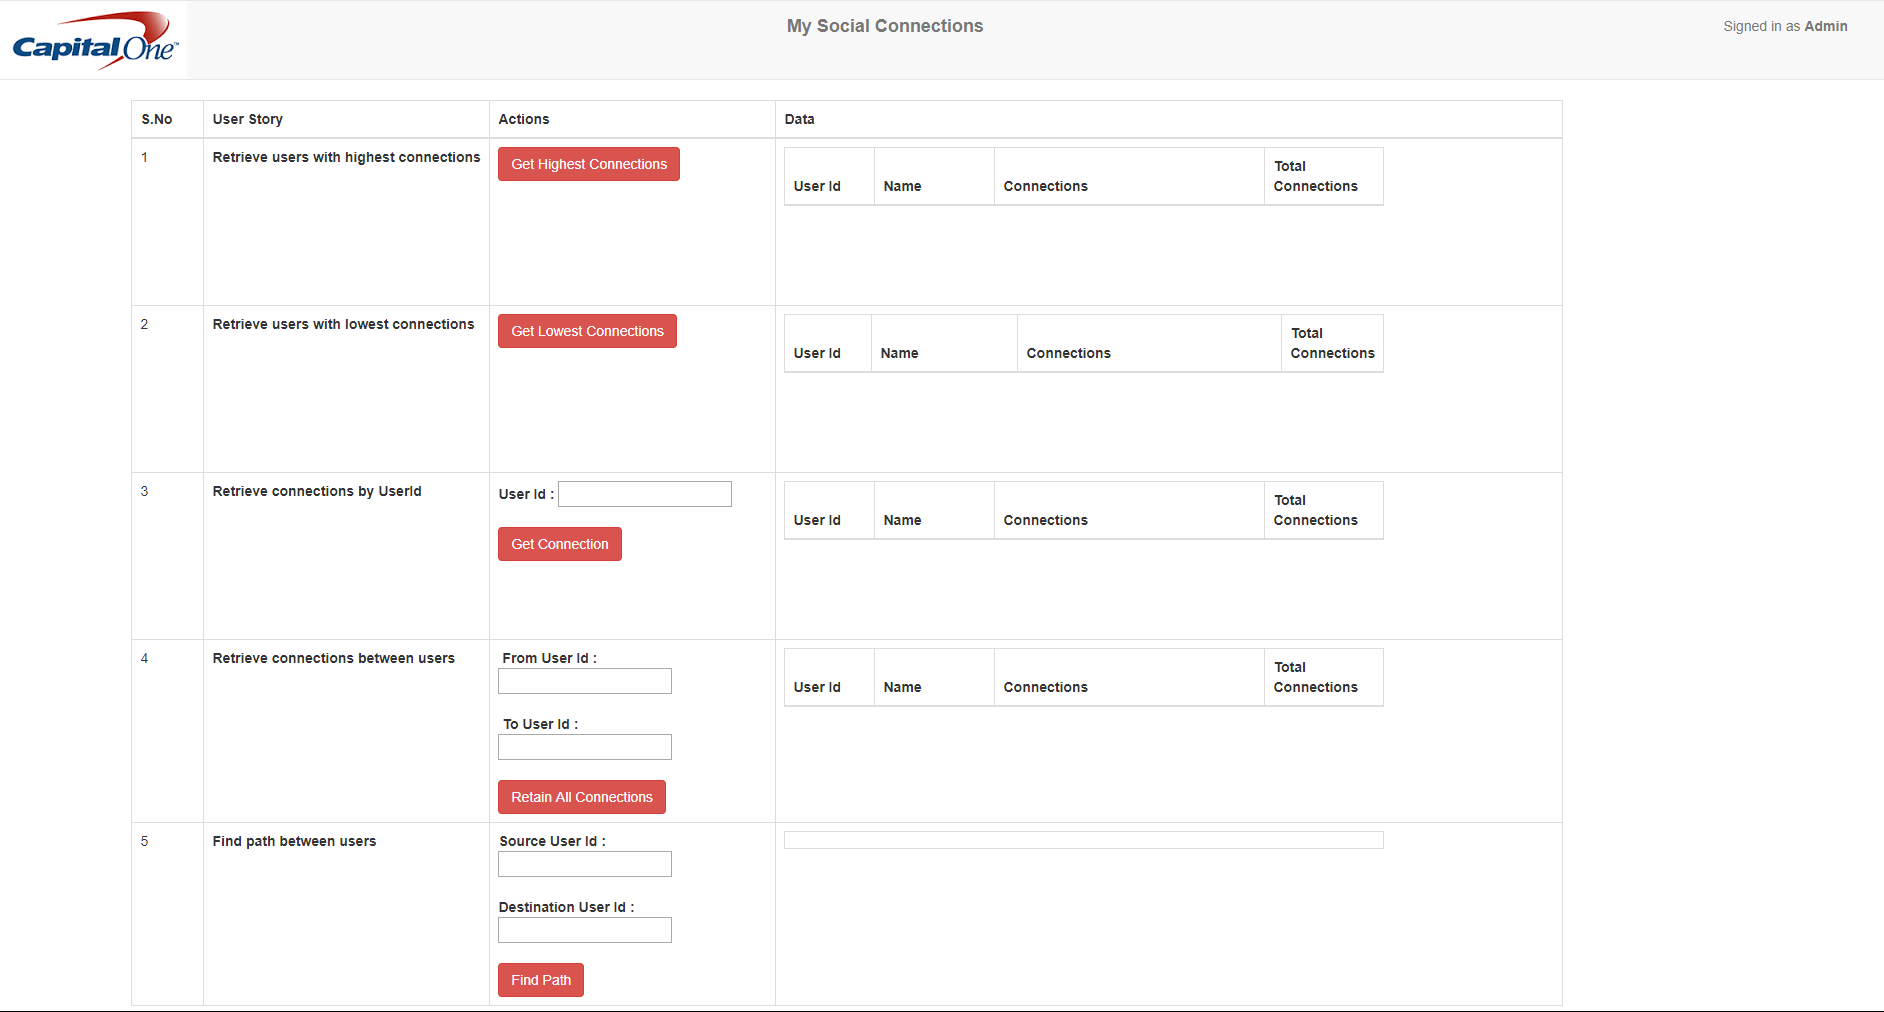 CapitalOne™
My Social Connections
Signed in as Admin
S.No User Story Actions Data
1 Retrieve users with highest connections Get Highest Connections
User Id Name Connections Total
Connections
2 Retrieve users with lowest connections Get Lowest Connections
User Id Name Connections Total
Connections
3 Retrieve connections by UserId User Id :
Get Connection
User Id Name Connections Total
Connections
4 Retrieve connections between users From User Id :
To User Id :
Retain All Connections
User Id Name Connections Total
Connections
5 Find path between users Source User Id :
Destination User Id :
Find Path